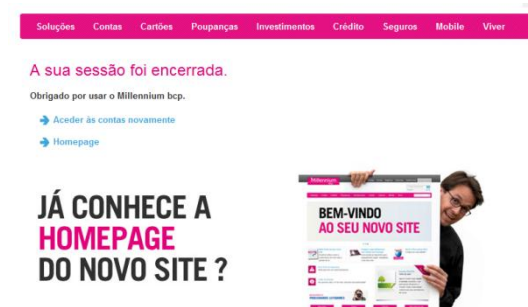 Soluções Contas Cartões Poupanças Investimentos Crédito Seguros Mobile Viver
A sua sessão foi encerrada.
Obrigado por usar o Millennium bcp.
Aceder às contas novamente
Homepage
JÁ CONHECE A
HOMEPAGE
DO NOVO SITE ?
Millennium
BEM-VINDO
AO SEU NOVO SITE